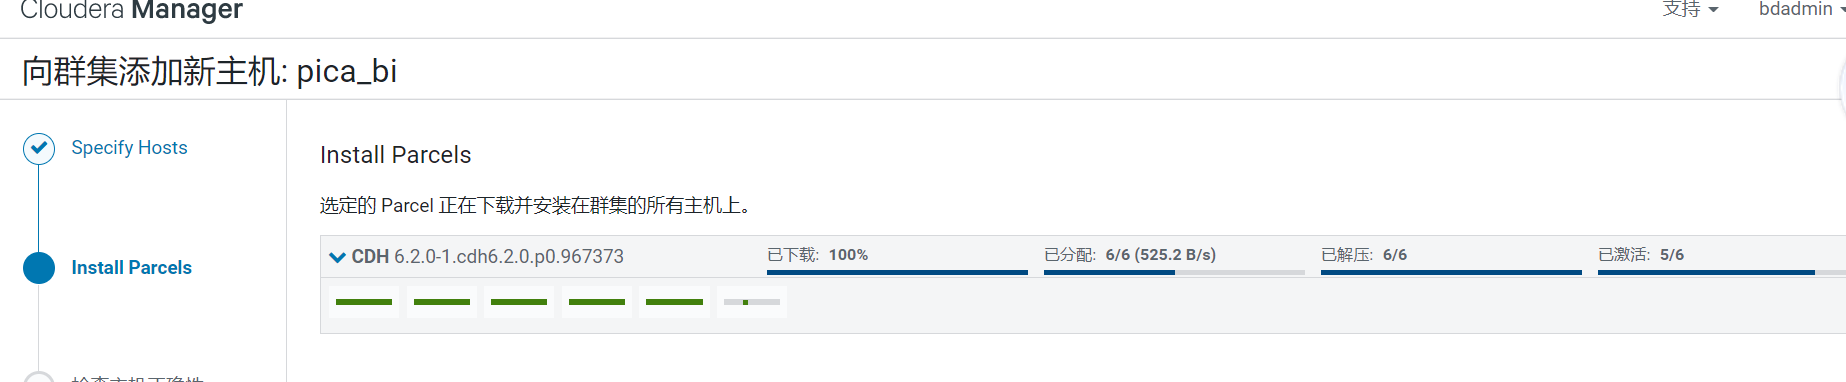 Cloudera Manager
支持
bdadmin
向群集添加新主机: pica_bi
Specify Hosts
Install Parcels
Install Parcels
选定的 Parcel 正在下载并安装在群集的所有主机上。
CDH 6.2.0-1.cdh6.2.0.p0.967373
已下载: 100%
已分配: 6/6 (525.2 B/s)
已解压: 6/6
已激活: 5/6